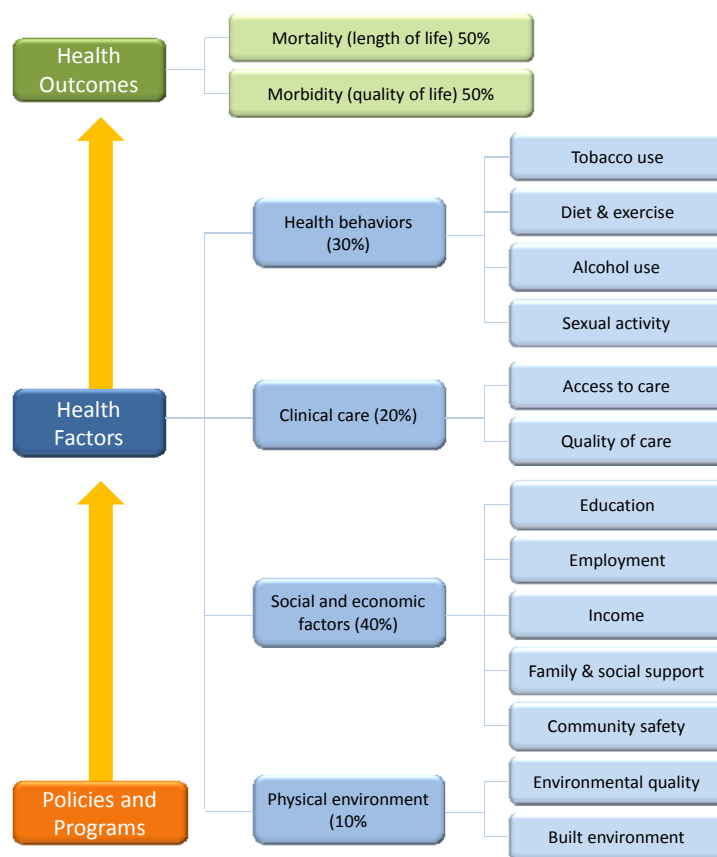 Health
Outcomes
Mortality (length of life) 50%
Morbidity (quality of life) 50%
Health
Factors
Health behaviors
(30%)
Tobacco use
Diet & exercise
Alcohol use
Sexual activity
Clinical care (20%)
Access to care
Quality of care
Social and economic
factors (40%)
Education
Employment
Income
Family & social support
Community safety
Policies and
Programs
Physical environment
(10%
Environmental quality
Built environment